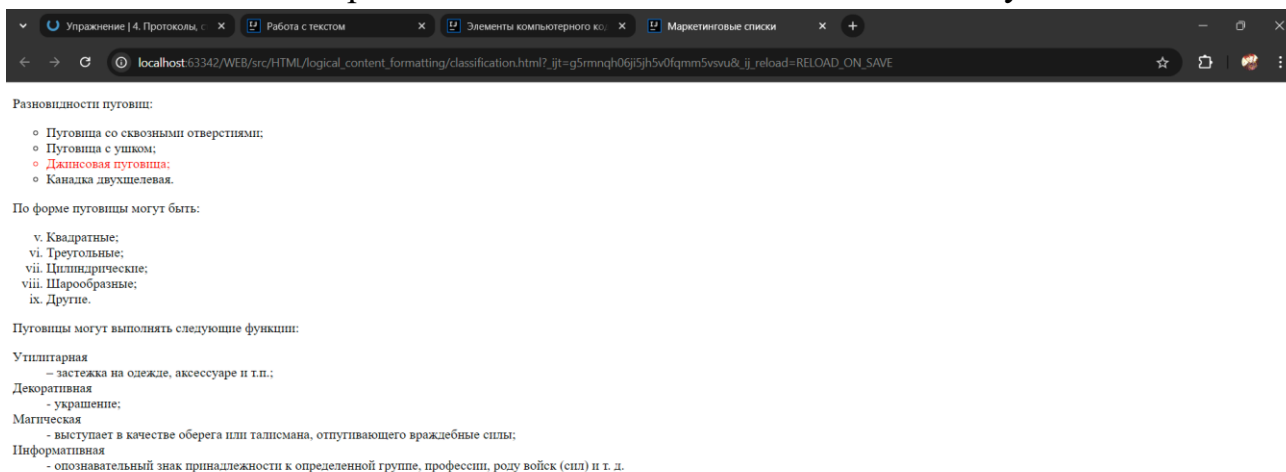 Упражнение | 4. Протоколы, с
Работа с текстом
Элементы компьютерного код
Маркетинговые списки
localhost:63342/WEB/src/HTML/logical_content_formatting/classification.html?_ijt=g5rmnqh06ji5jh5v0fqmm5vsvu&_ij_reload=RELOAD_ON_SAVE
Разновидности пуговиц:
Пуговица со сквозными отверстиями;
Пуговица с ушком;
Джинсовая пуговица;
Канадка двухщелевая.
По форме пуговицы могут быть:
v. Квадратные;
vi. Треугольные;
vii. Цилиндрические;
viii. Шарообразные;
ix. Другие.
Пуговицы могут выполнять следующие функции:
Утилитарная
– застежка на одежде, аксессуаре и т.п.;
Декоративная
- украшение;
Магическая
- выступает в качестве оберега или талисмана, отпугивающего враждебные силы;
Информативная
- опознавательный знак принадлежности к определенной группе, профессии, роду войск (сил) и т. д.